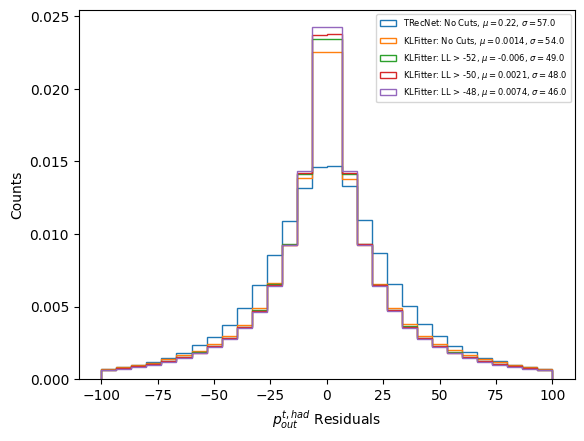 TRecNet: No Cuts, μ = 0.22, σ = 57.0
KLFitter: No Cuts, μ = 0.0014, σ = 54.0
KLFitter: LL > -52, μ = -0.006, σ = 49.0
KLFitter: LL > -50, μ = 0.0021, σ = 48.0
KLFitter: LL > -48, μ = 0.0074, σ = 46.0
Counts
0.025
0.020
0.015
0.010
0.005
0.000
−100 −75 −50 −25 0 25 50 75 100
p_{out}^{t,had} Residuals